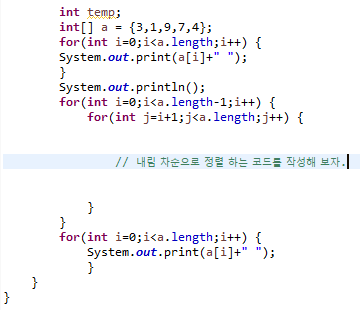 int temp;
int[] a = {3,1,9,7,4};
for(int i=0;i<a.length;i++) {
System.out.print(a[i]+" ");
}
System.out.println();
for(int i=0;i<a.length-1;i++) {
for(int j=i+1;j<a.length;j++) {
// 내림 차순으로 정렬 하는 코드를 작성해 보자.
}
}
for(int i=0;i<a.length;i++) {
System.out.print(a[i]+" ");
}
}
}